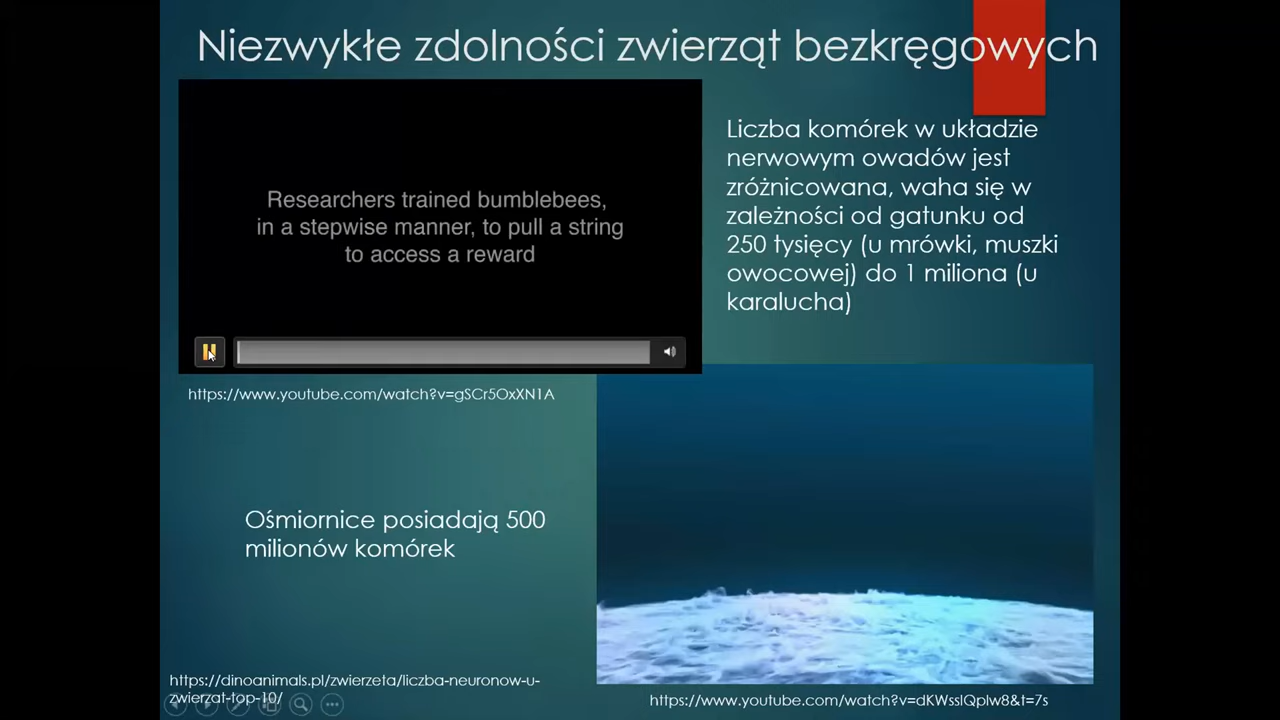 Niezwykłe zdolności zwierząt bezkręgowych
Researchers trained bumblebees,
in a stepwise manner, to pull a string
to access a reward
https://www.youtube.com/watch?v=gSCr5OxXN1A
Liczba komórek w układzie
nerwowym owadów jest
zróżnicowana, waha się w
zależności od gatunku od
250 tysięcy (u mrówki, muszki
owocowej) do 1 miliona (u
karalucha)
Ośmiornice posiadają 500
milionów komórek
https://dinoanimals.pl/zwierzeta/liczba-neuronow-u-
zwierzat-top-10/
https://www.youtube.com/watch?v=dKWssIQplw8&t=7s